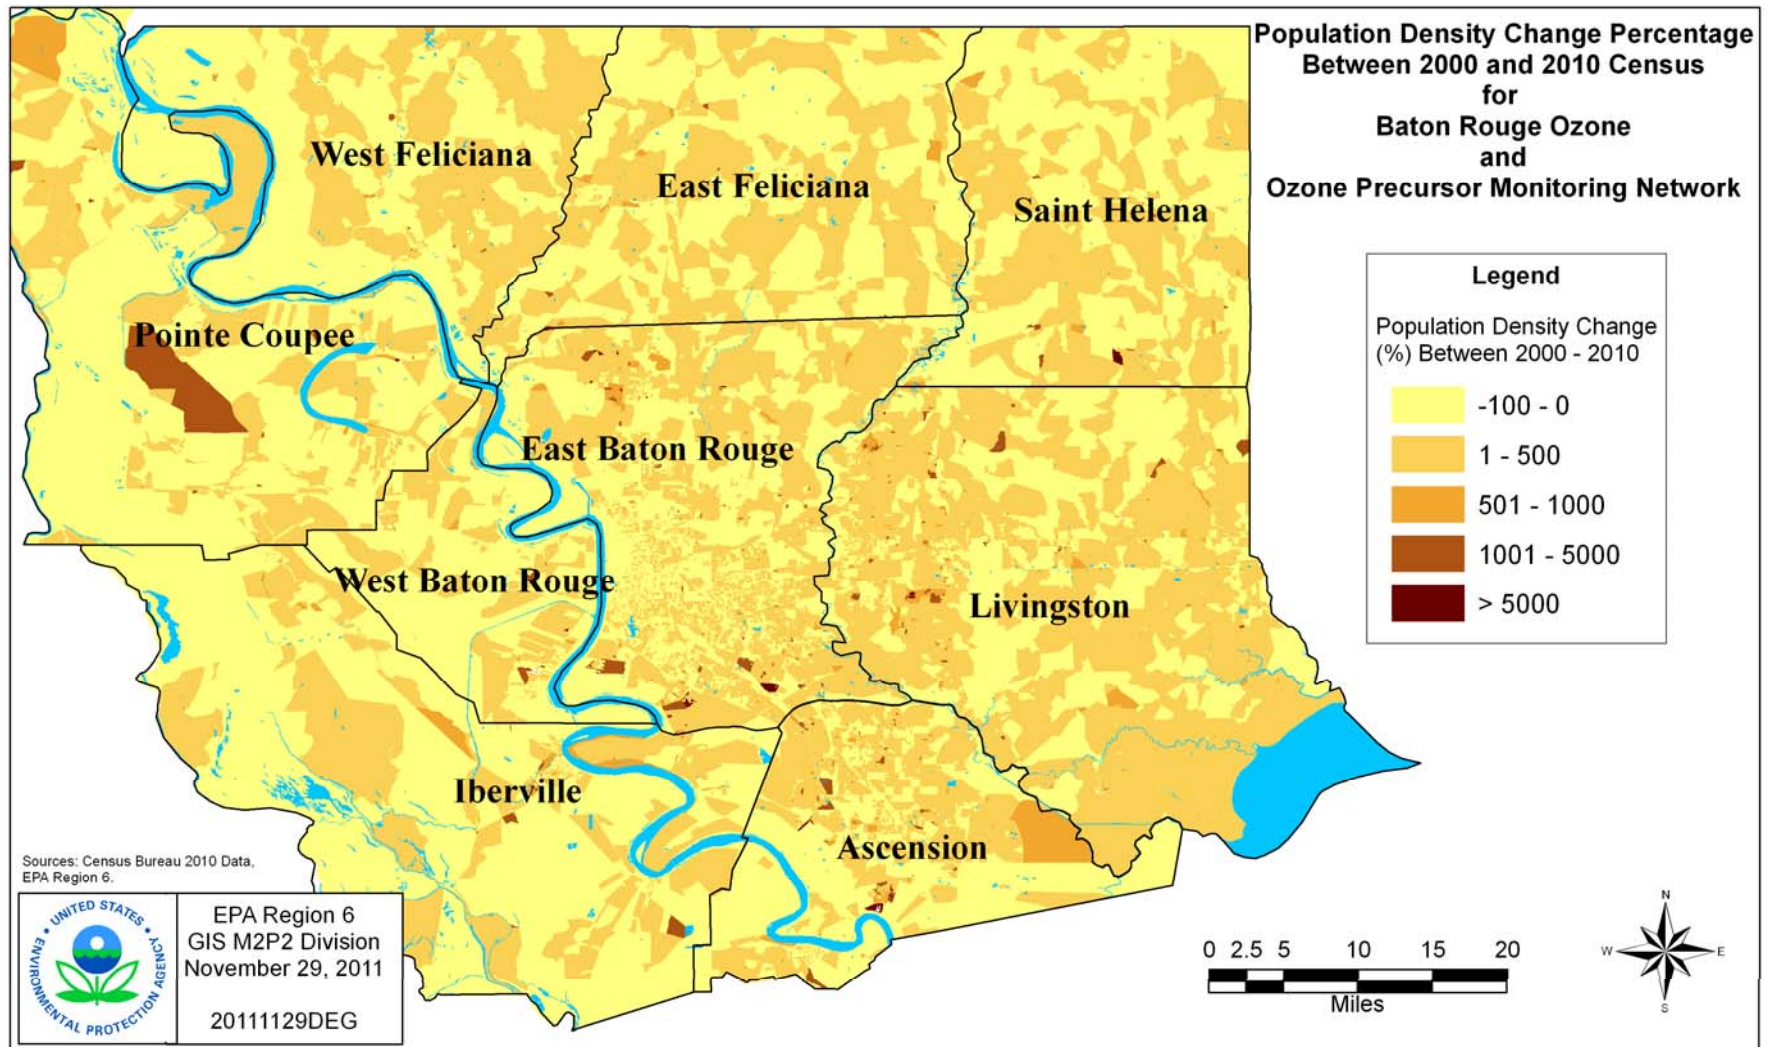 Population Density Change Percentage
Between 2000 and 2010 Census
for
Baton Rouge Ozone
and
Ozone Precursor Monitoring Network
West Feliciana
East Feliciana
Saint Helena
Pointe Coupee
East Baton Rouge
West Baton Rouge
Livingston
Iberville
Ascension
Legend
Population Density Change
(%) Between 2000 - 2010
-100 - 0
1 - 500
501 - 1000
1001 - 5000
> 5000
Sources: Census Bureau 2010 Data,
EPA Region 6.
UNITED STATES
ENVIRONMENTAL PROTECTION AGENCY
EPA Region 6
GIS M2P2 Division
November 29, 2011
20111129DEG
0 2.5 5 10 15 20
Miles
N
W E
S